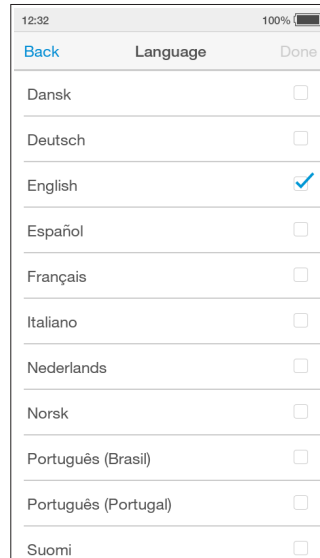 12:32 100%
Back Language Done
Dansk
Deutsch
English
Español
Français
Italiano
Nederlands
Norsk
Português (Brasil)
Português (Portugal)
Suomi